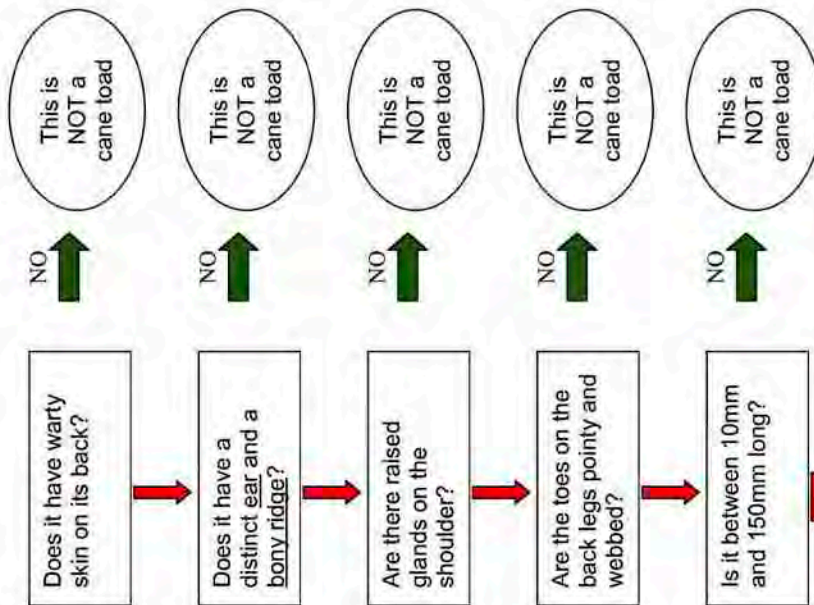 Does it have warty
skin on its back?
NO
This is
NOT a
cane toad
Does it have a
distinct ear and a
bony ridge?
NO
This is
NOT a
cane toad
Are there raised
glands on the
shoulder?
NO
This is
NOT a
cane toad
Are the toes on the
back legs pointy and
webbed?
NO
This is
NOT a
cane toad
Is it between 10mm
and 150mm long?
NO
This is
NOT a
cane toad